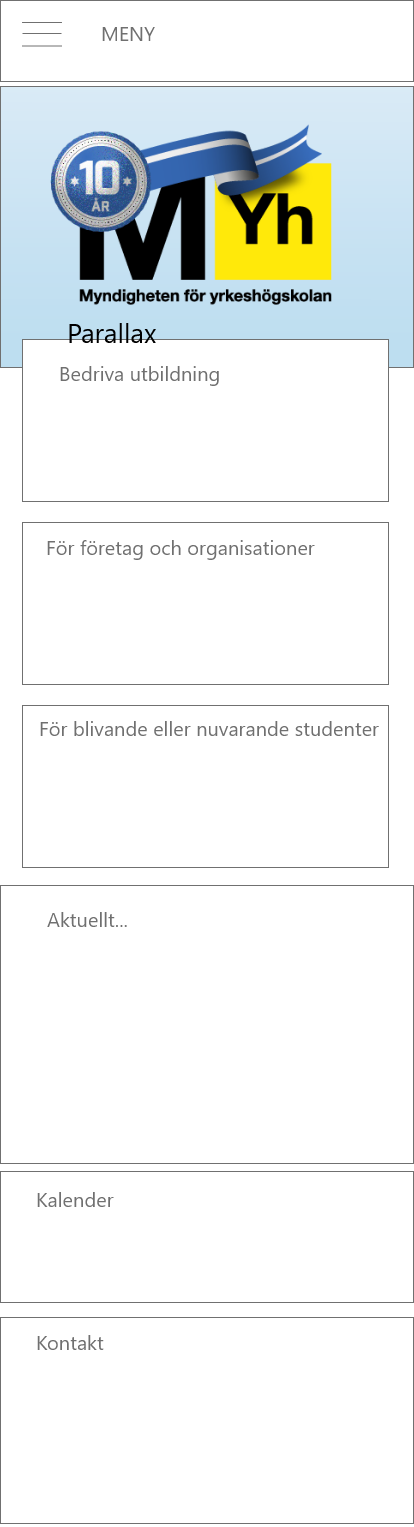 MENY
10
ÅR
M Yh
Myndigheten för yrkeshögskolan
Parallax
Bedriva utbildning
För företag och organisationer
För blivande eller nuvarande studenter
Aktuellt...
Kalender
Kontakt